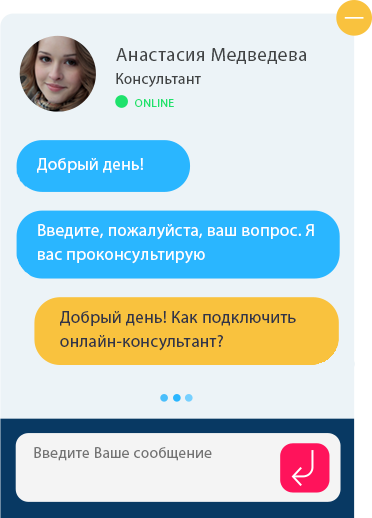 Анастасия Медведева
Консультант
ONLINE
Добрый день!
Введите, пожалуйста, ваш вопрос. Я
вас проконсультирую
Добрый день! Как подключить
онлайн-консультант?
Введите Ваше сообщение